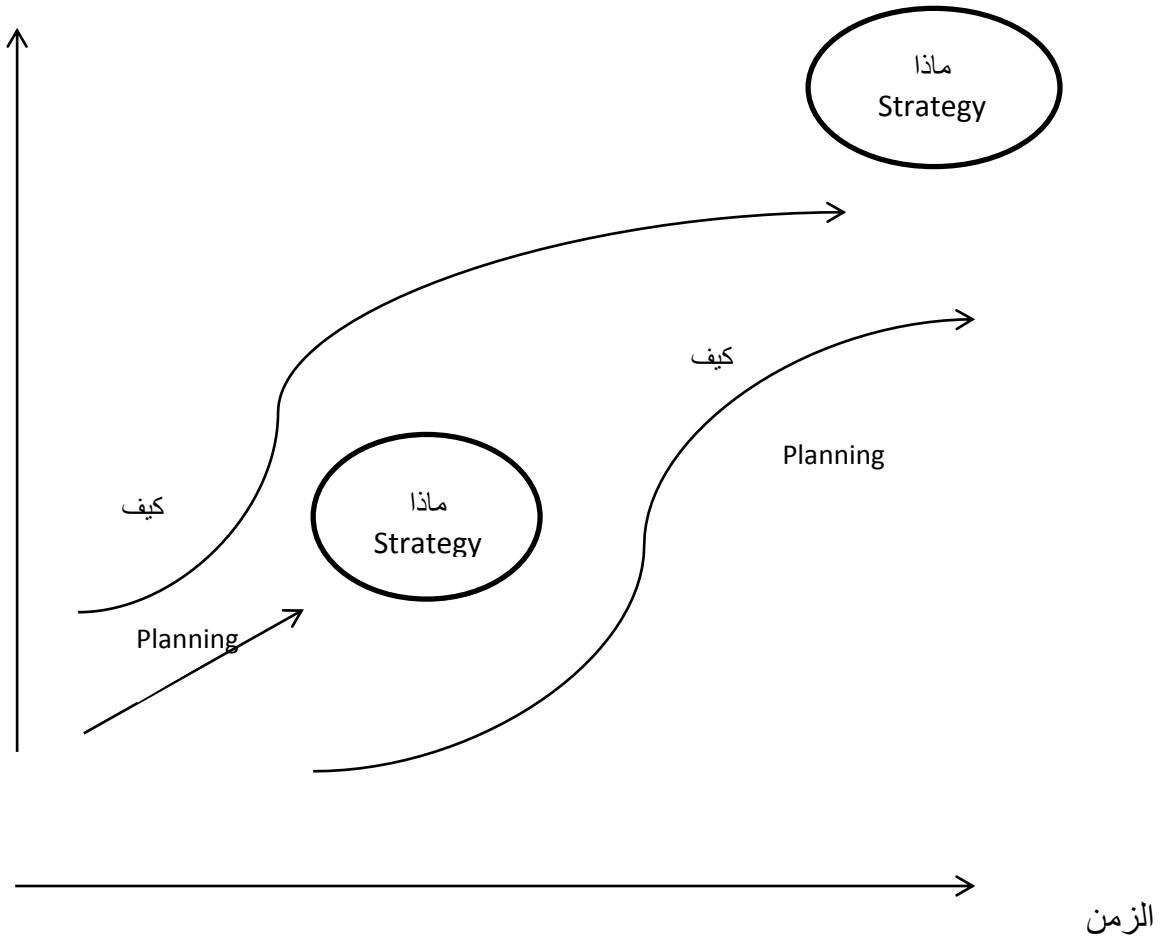 ماذا
Strategy
كيف
Planning
ماذا
Strategy
كيف
Planning
الزمن